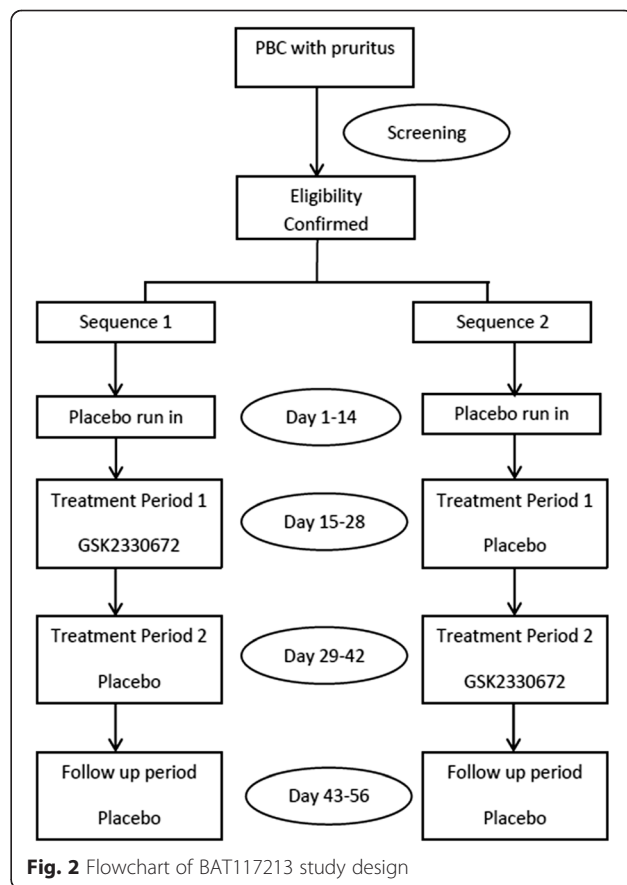 PBC with pruritus
Screening
Eligibility
Confirmed
Sequence 1
Sequence 2
Placebo run in
Day 1-14
Placebo run in
Treatment Period 1
GSK2330672
Day 15-28
Treatment Period 1
Placebo
Treatment Period 2
Placebo
Day 29-42
Treatment Period 2
GSK2330672
Follow up period
Placebo
Day 43-56
Follow up period
Placebo
Fig. 2 Flowchart of BAT117213 study design